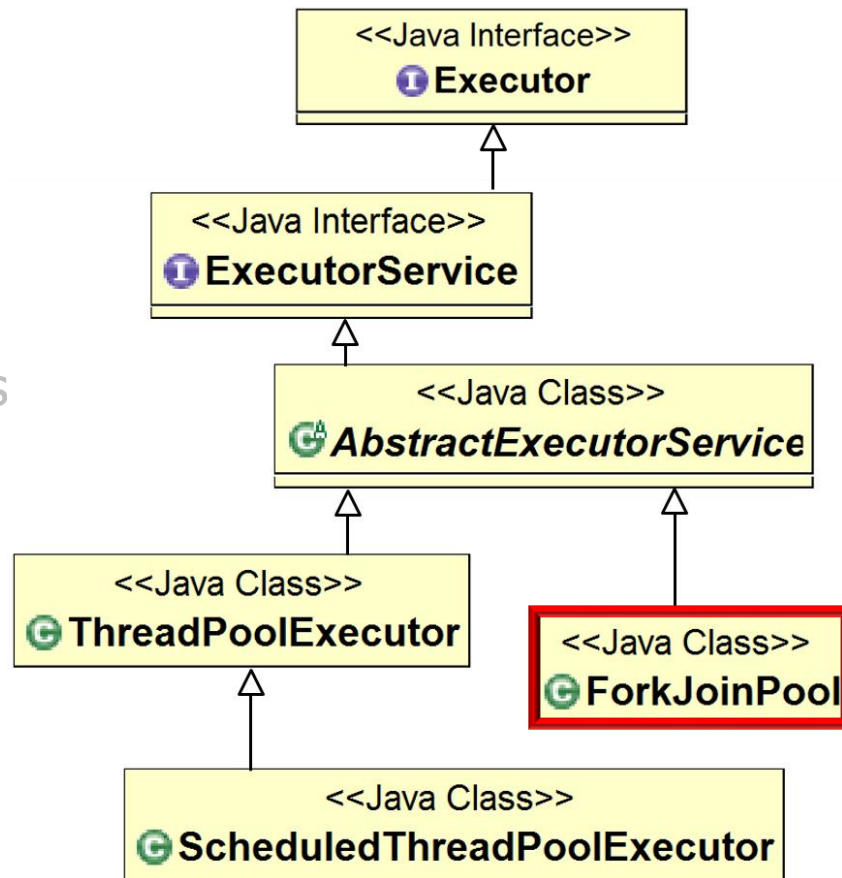 <<Java Interface>>
Executor
<<Java Interface>>
ExecutorService
s
<<Java Class>>
AbstractExecutorService
<<Java Class>>
ThreadPoolExecutor
<<Java Class>>
ForkJoinPool
<<Java Class>>
ScheduledThreadPoolExecutor